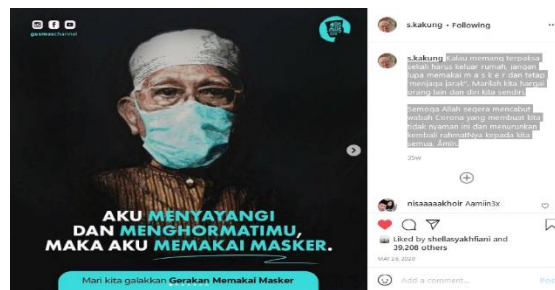 gusmuschannel
AKU MENYAYANGI
DAN MENGHORMATIMU,
MAKA AKU MEMAKAI MASKER.
Mari kita galakkan Gerakan Memakai Masker
s.kakung • Following
s.kakung Kalau memang terpaksa
sekali harus keluar rumah, jangan
lupa memakai m a s k e r dan tetap
"menjaga jarak". Marilah kita hargai
orang lain dan diri kita sendiri.
Semoga Allah segera mencabut
wabah Corona yang membuat kita
tidak nyaman ini dan menurunkan
kembali rahmatNya kepada kita
semua. Amin.
35w
nisaaaaakhoir Aamiin3x
Liked by shellasyakhfiani and
39,208 others
MAY 24, 2020
Add a comment...
Post